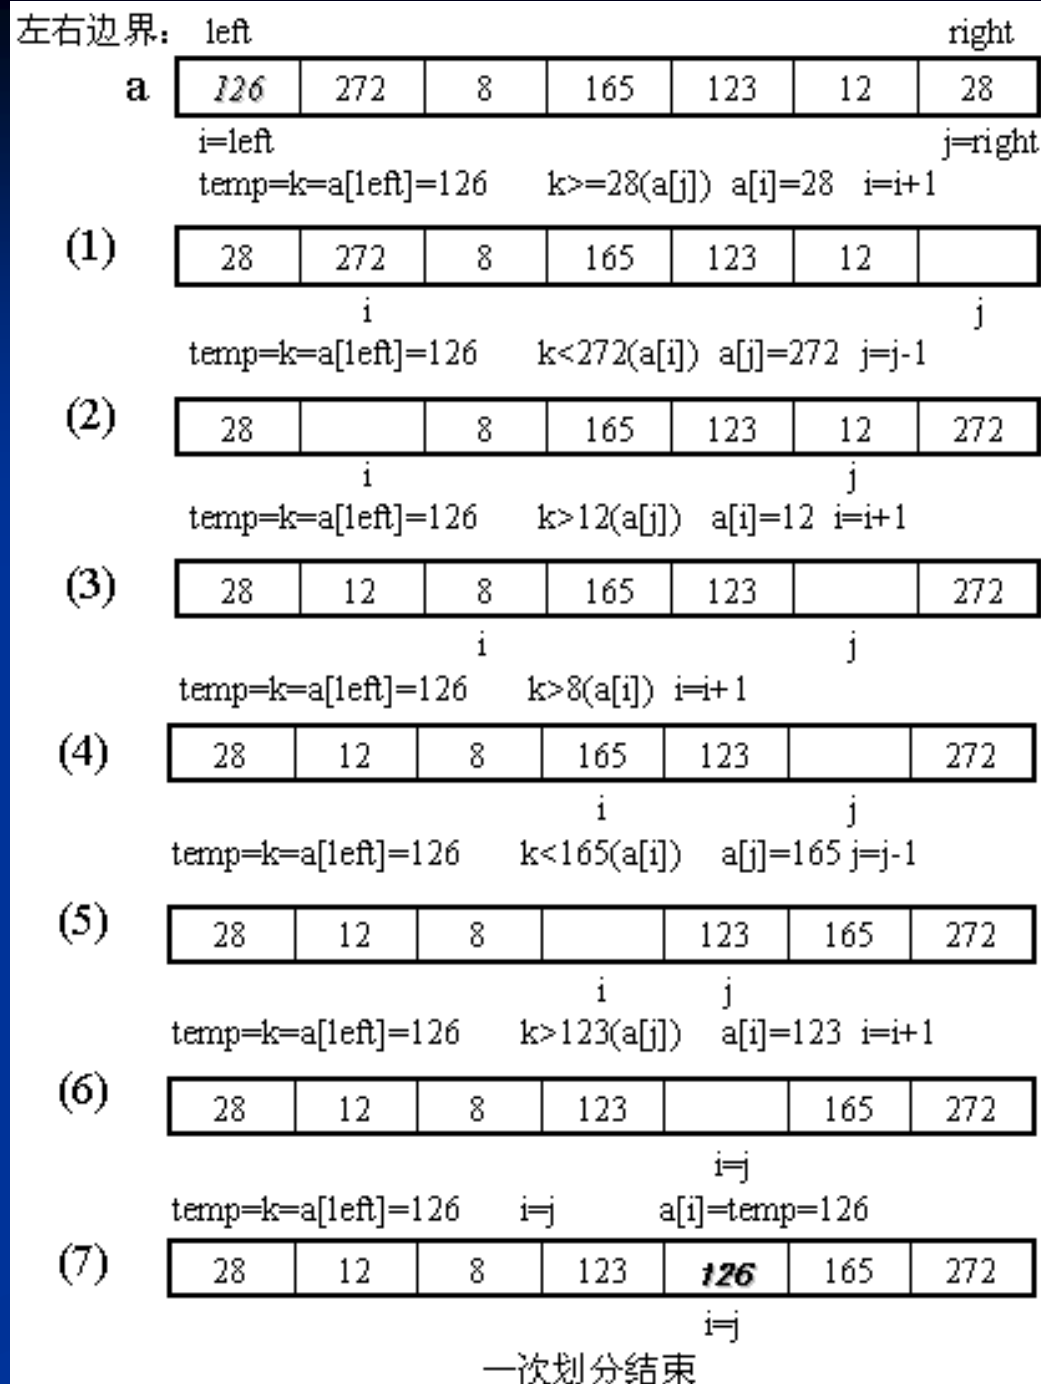 左右边界： left right
a 126 272 8 165 123 12 28
i=left j=right
temp=k=a[left]=126 k>=28(a[j]) a[i]=28 i=i+1
(1) 28 272 8 165 123 12
i j
temp=k=a[left]=126 k<272(a[i]) a[j]=272 j=j-1
(2) 28 8 165 123 12 272
i j
temp=k=a[left]=126 k>12(a[j]) a[i]=12 i=i+1
(3) 28 12 8 165 123 272
i j
temp=k=a[left]=126 k>8(a[i]) i=i+1
(4) 28 12 8 165 123 272
i j
temp=k=a[left]=126 k<165(a[i]) a[j]=165 j=j-1
(5) 28 12 8 123 165 272
i j
temp=k=a[left]=126 k>123(a[j]) a[i]=123 i=i+1
(6) 28 12 8 123 165 272
i=j
temp=k=a[left]=126 i=j a[i]=temp=126
(7) 28 12 8 123 126 165 272
i=j
一次划分结束